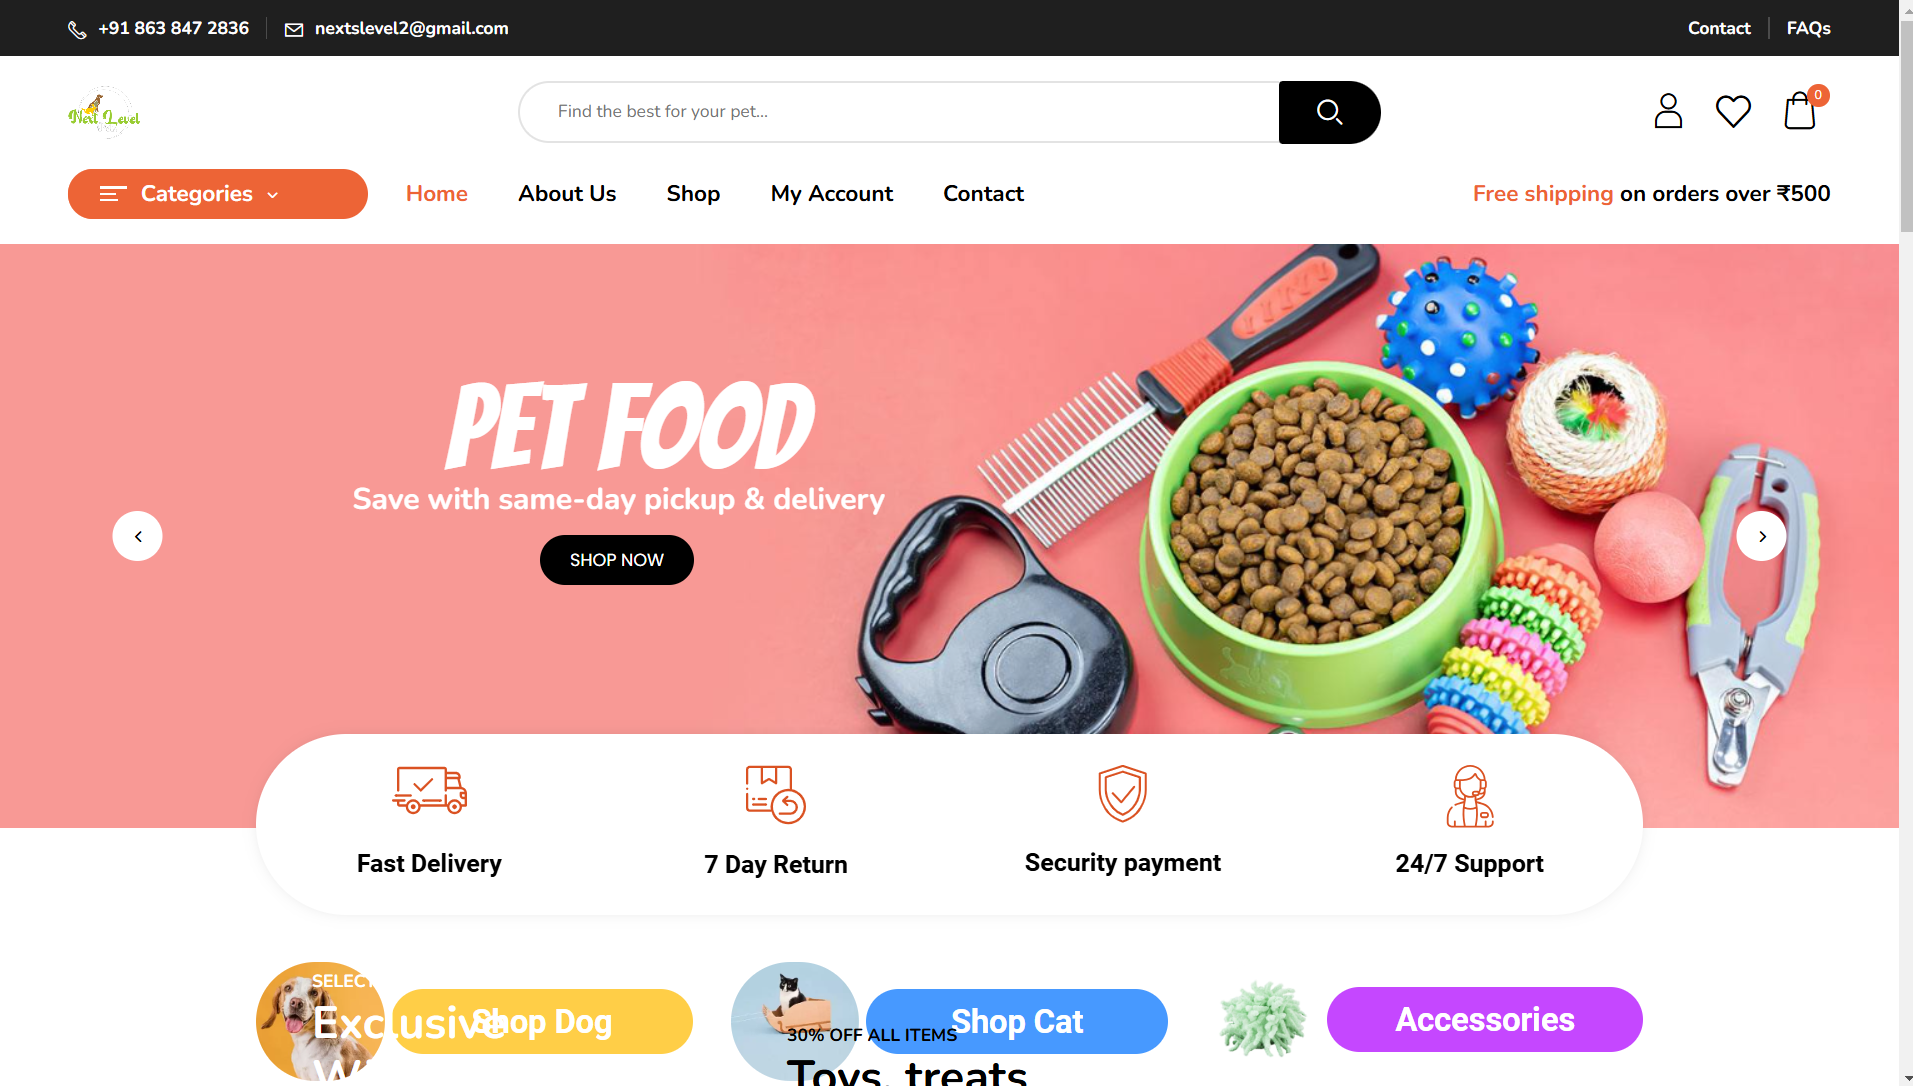 +91 863 847 2836
nextslevel2@gmail.com
Contact
FAQs
Next Level
Find the best for your pet...
0
Categories
Home
About Us
Shop
My Account
Contact
Free shipping on orders over ₹500
PET FOOD
Save with same-day pickup & delivery
SHOP NOW
Fast Delivery
7 Day Return
Security payment
24/7 Support
SELECT
Exclusive
Shop Dog
Shop Cat
30% OFF ALL ITEMS
Toys, treats
Accessories